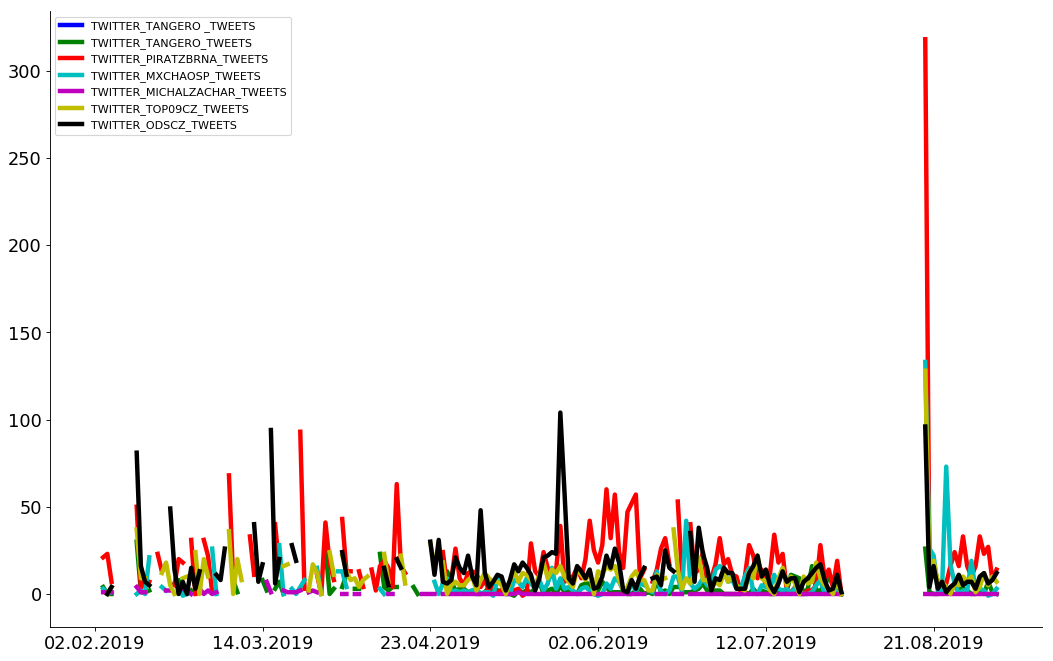 TWITTER_TANGERO _TWEETS
TWITTER_TANGERO_TWEETS
TWITTER_PIRATZBRNA_TWEETS
TWITTER_MXCHAOSP_TWEETS
TWITTER_MICHALZACHAR_TWEETS
TWITTER_TOP09CZ_TWEETS
TWITTER_ODSCZ_TWEETS
300
250
200
150
100
50
0
02.02.2019 14.03.2019 23.04.2019 02.06.2019 12.07.2019 21.08.2019